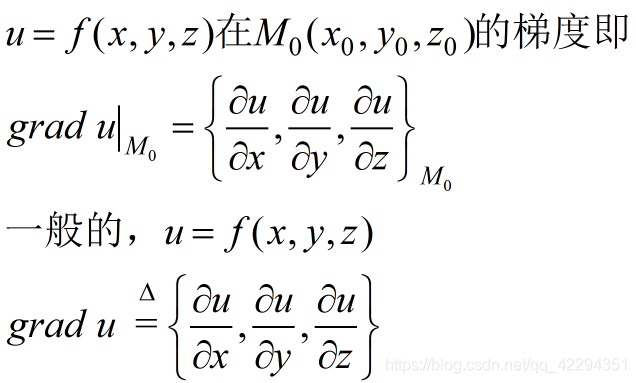 u = f(x, y, z)在M₀(x₀, y₀, z₀)的梯度即
grad u|_{M₀} = {∂u/∂x, ∂u/∂y, ∂u/∂z}_{M₀}
一般的，u = f(x, y, z)
grad u ≜ {∂u/∂x, ∂u/∂y, ∂u/∂z}
https://blog.csdn.net/qq_42294351